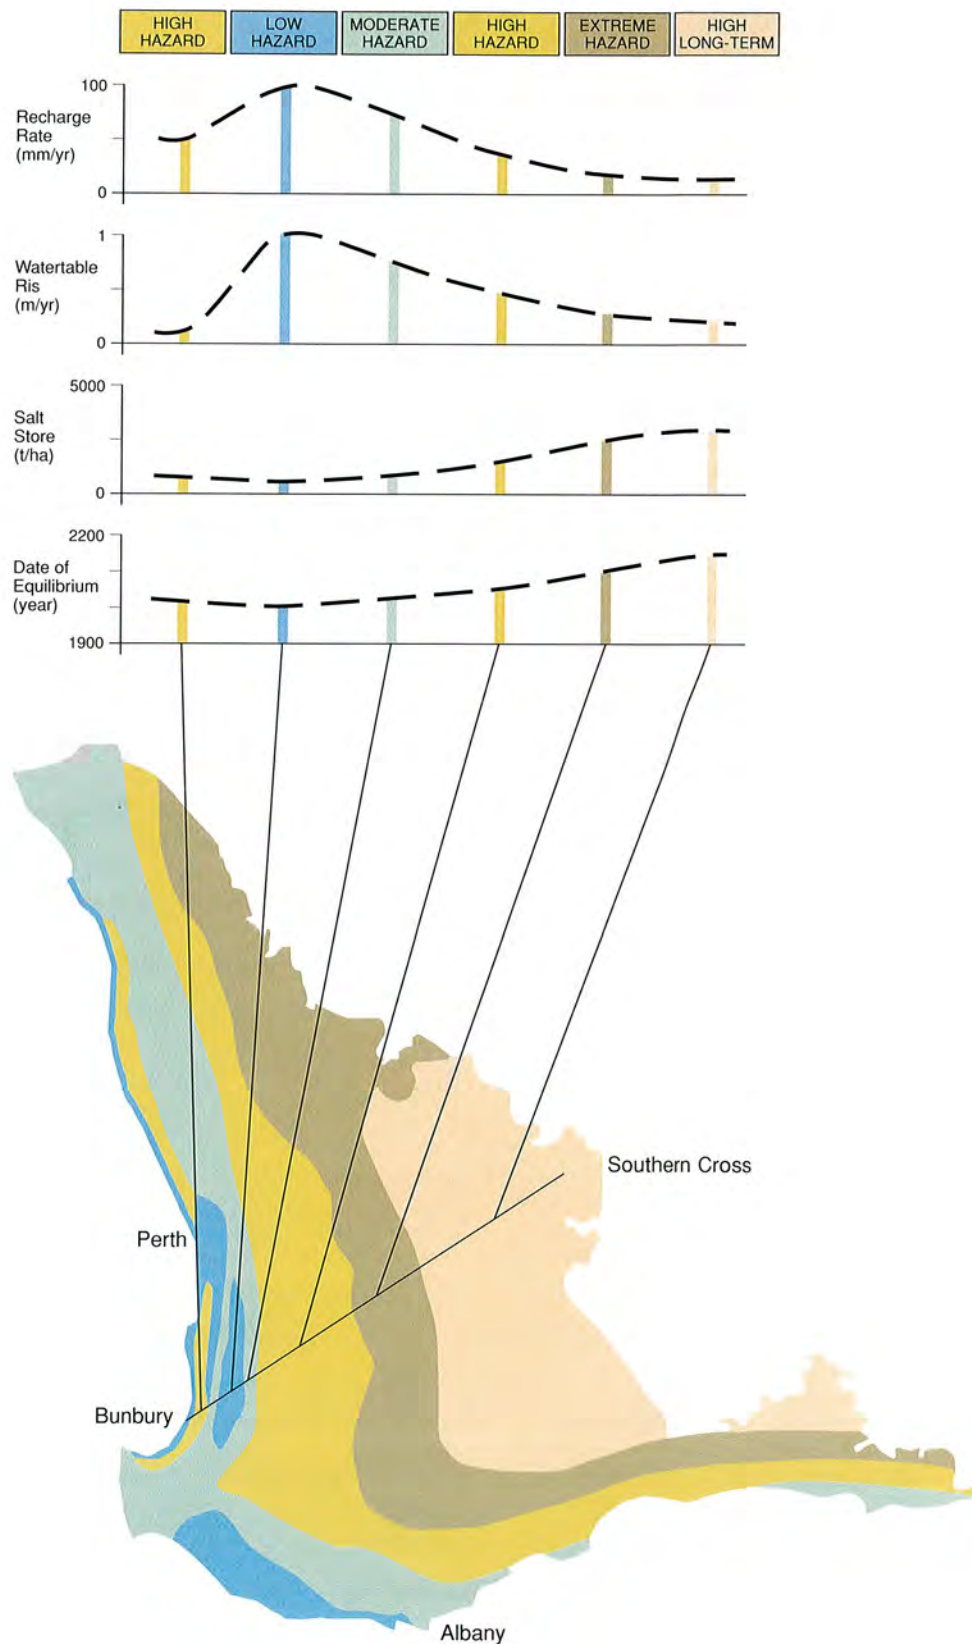 HIGH
HAZARD
LOW
HAZARD
MODERATE
HAZARD
HIGH
HAZARD
EXTREME
HAZARD
HIGH
LONG-TERM
100
Recharge
Rate
(mm/yr)
0
1
Watertable
Ris
(m/yr)
0
5000
Salt
Store
(t/ha)
0
2200
Date of
Equilibrium
(year)
1900
Southern Cross
Perth
Bunbury
Albany